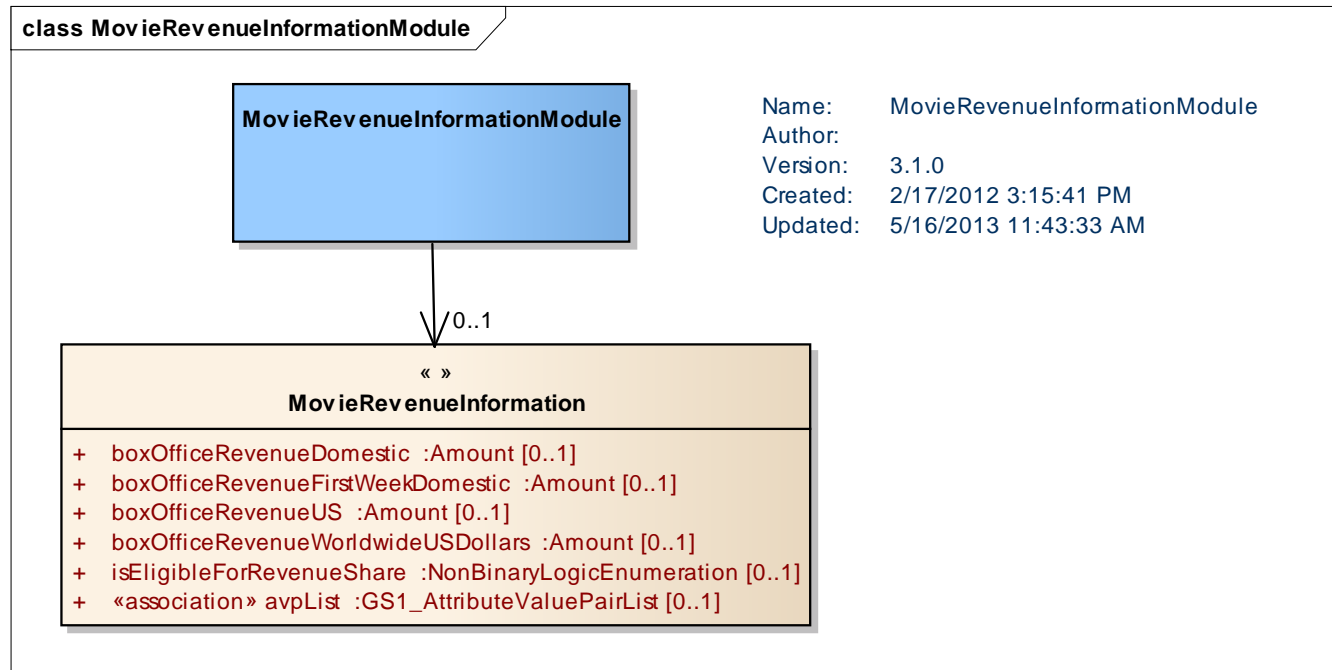 class MovieRevenueInformationModule
MovieRevenueInformationModule
Name: MovieRevenueInformationModule
Author:
Version: 3.1.0
Created: 2/17/2012 3:15:41 PM
Updated: 5/16/2013 11:43:33 AM
0..1
« »
MovieRevenueInformation
+ boxOfficeRevenueDomestic :Amount [0..1]
+ boxOfficeRevenueFirstWeekDomestic :Amount [0..1]
+ boxOfficeRevenueUS :Amount [0..1]
+ boxOfficeRevenueWorldwideUSDollars :Amount [0..1]
+ isEligibleForRevenueShare :NonBinaryLogicEnumeration [0..1]
+ «association» avpList :GS1_AttributeValuePairList [0..1]